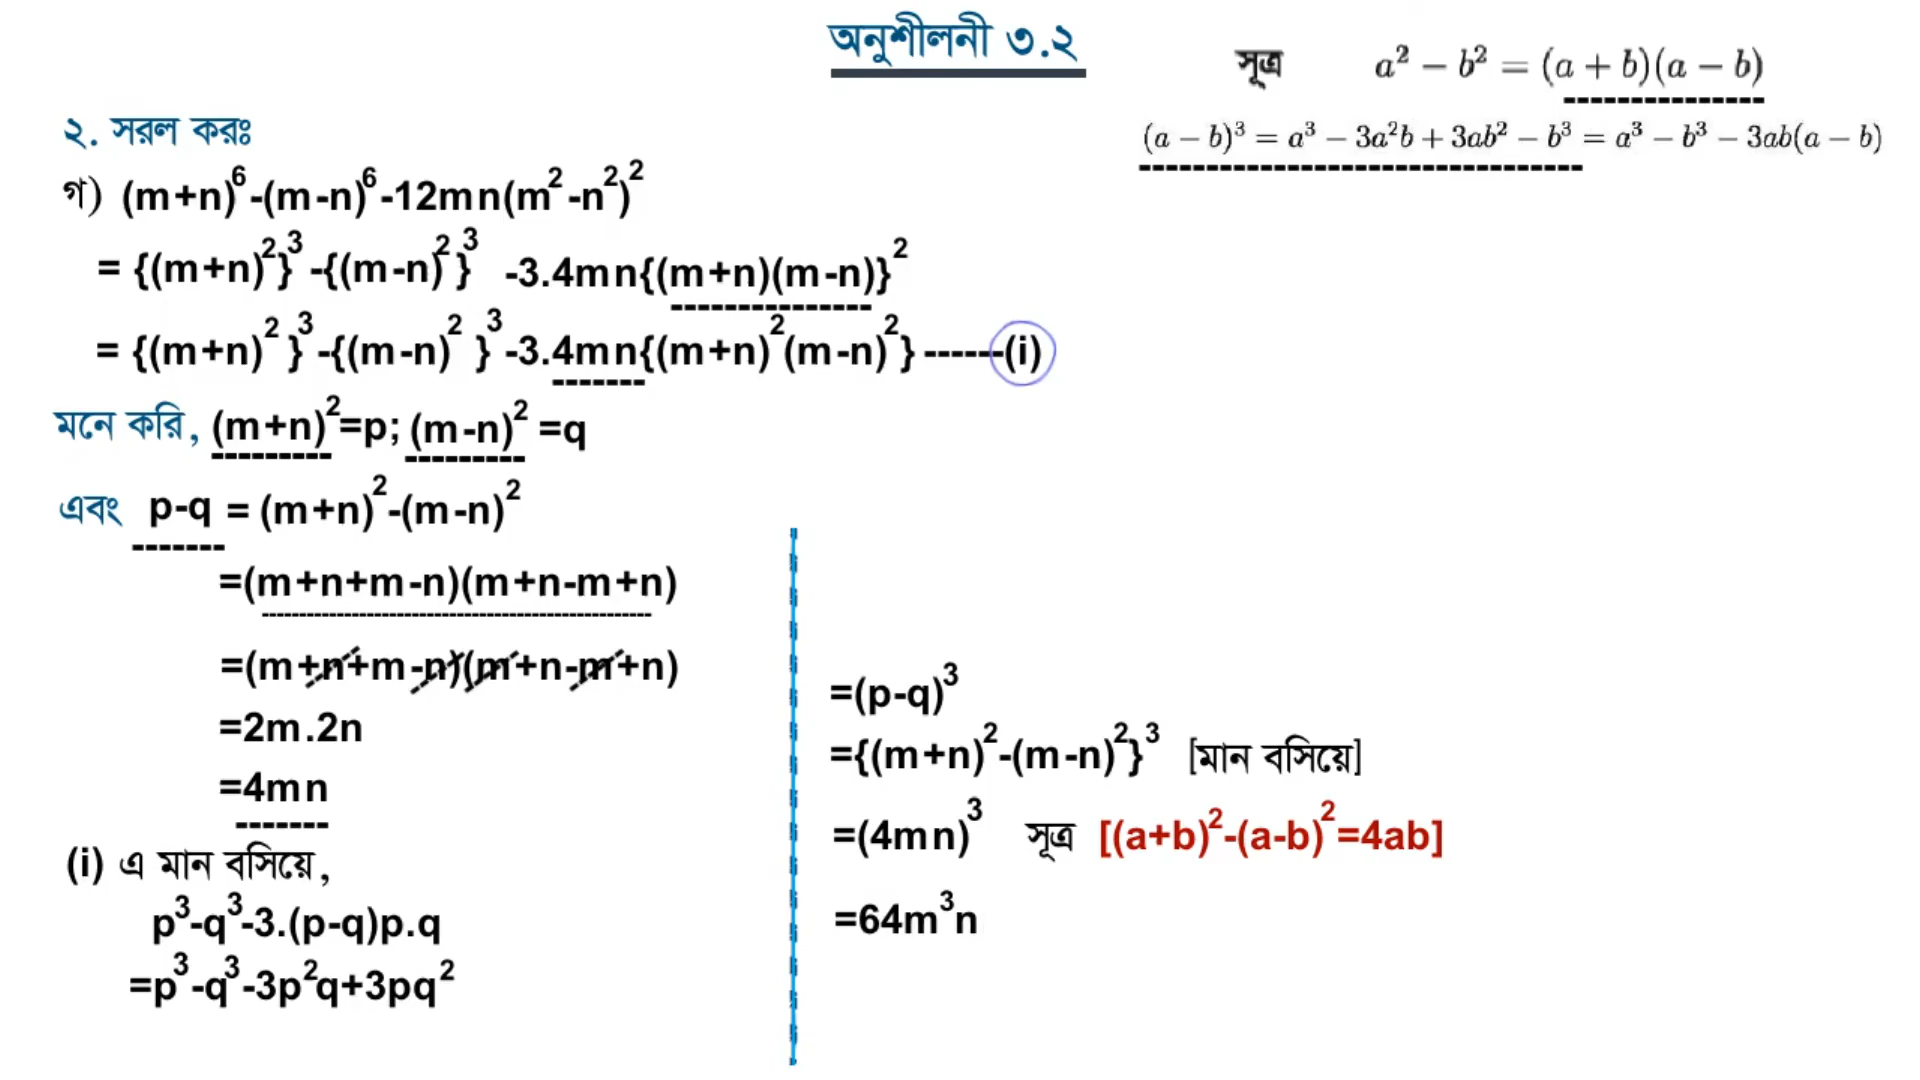 অনুশীলনী ৩.২
সূত্র a² − b² = (a + b)(a − b)
(a − b)³ = a³ − 3a²b + 3ab² − b³ = a³ − b³ − 3ab(a − b)
২. সরল করঃ
গ) (m+n)⁶-(m-n)⁶-12mn(m²-n²)²
= {(m+n)²}³-{(m-n)²}³ -3.4mn{(m+n)(m-n)}²
= {(m+n)²}³-{(m-n)²}³-3.4mn{(m+n)²(m-n)²} ------(i)
মনে করি, (m+n)²=p; (m-n)² =q
এবং p-q = (m+n)²-(m-n)²
=(m+n+m-n)(m+n-m+n)
=(m+n+m-n)(m+n-m+n)
=2m.2n
=4mn
(i) এ মান বসিয়ে,
p³-q³-3.(p-q)p.q
=p³-q³-3p²q+3pq²
=(p-q)³
={(m+n)²-(m-n)²}³ [মান বসিয়ে]
=(4mn)³ সূত্র [(a+b)²-(a-b)²=4ab]
=64m³n